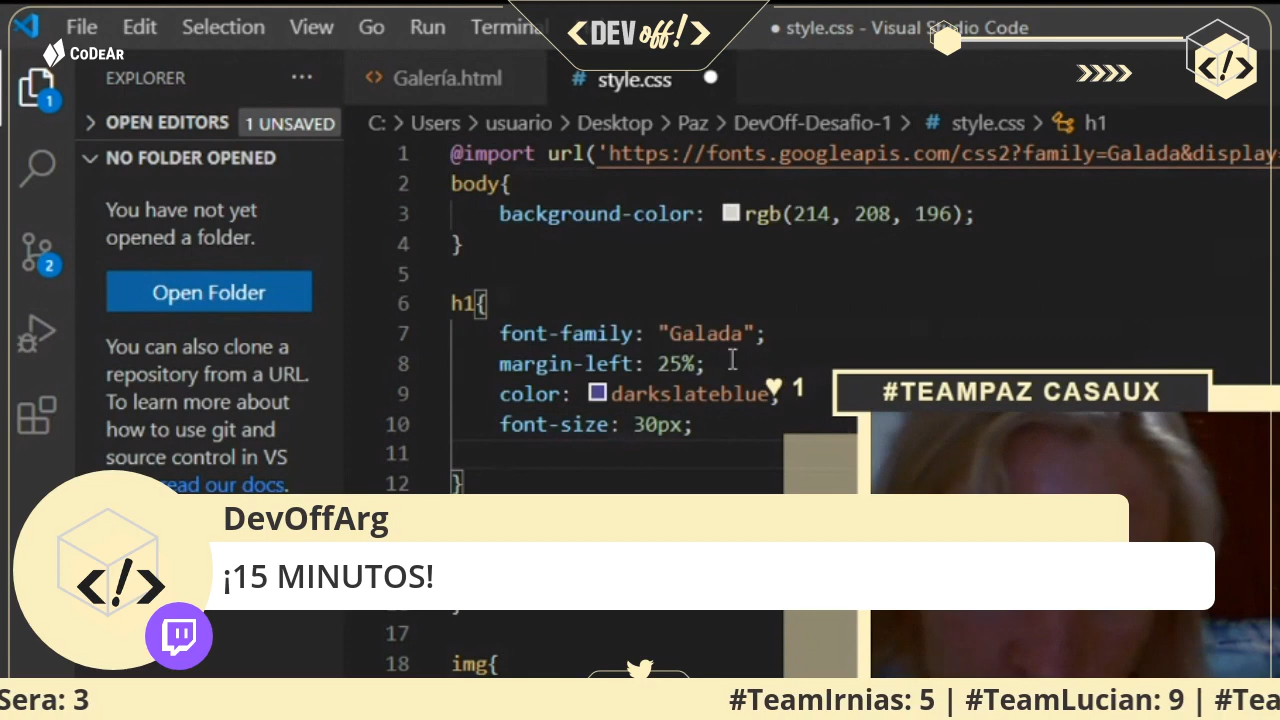 File Edit Selection View Go Run Termina
<DEV off!>
style.css - Visual Studio Code
CODEAR
EXPLORER
Galería.html
# style.css
1
OPEN EDITORS 1 UNSAVED
C: > Users > usuario > Desktop > Paz > DevOff-Desafio-1 > # style.css > h1
NO FOLDER OPENED
You have not yet
opened a folder.
Open Folder
2
You can also clone a
repository from a URL.
To learn more about
how to use git and
source control in VS
read our docs.
1 @import url('https://fonts.googleapis.com/css2?family=Galada&display=
2 body{
3 background-color: rgb(214, 208, 196);
4 }
5
6 h1{
7 font-family: "Galada";
8 margin-left: 25%;
9 color: darkslateblue;
10 font-size: 30px;
11
12 }
17
18 img{
♥ 1
#TEAMPAZ CASAUX
</!>
DevOffArg
¡15 MINUTOS!
<!/>
Sera: 3
#TeamIrnias: 5 | #TeamLucian: 9 | #Tea